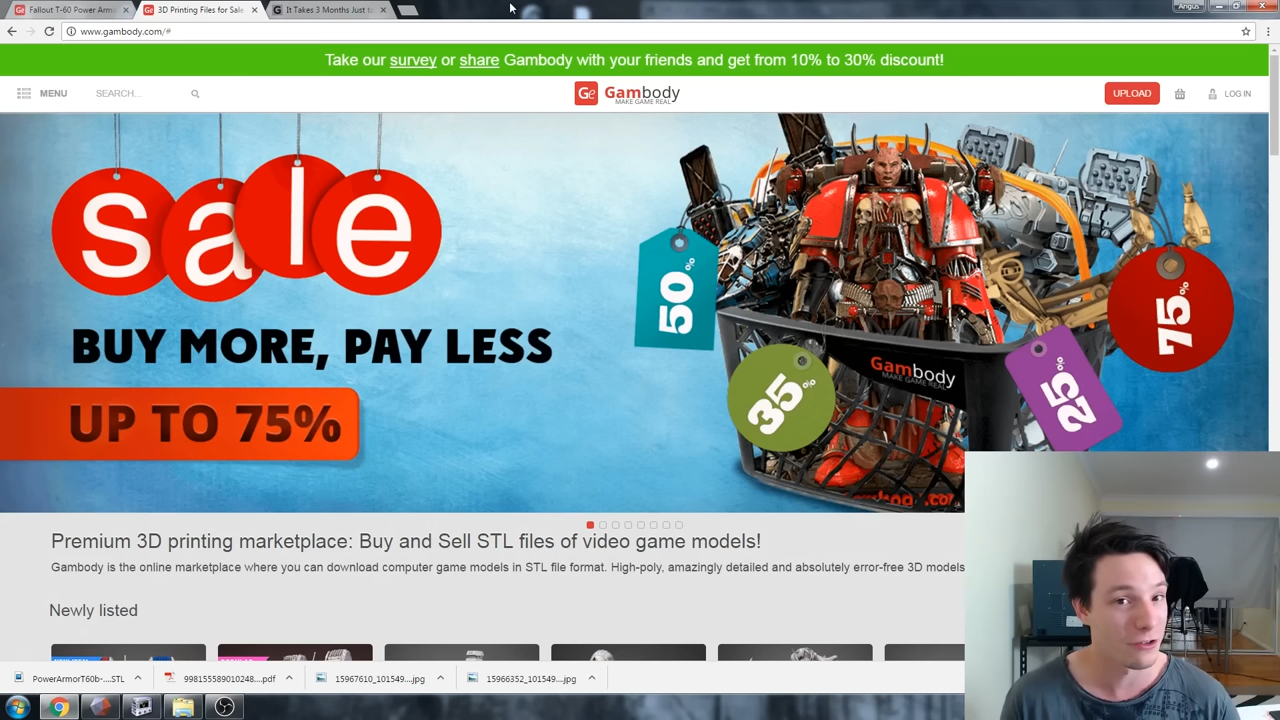 Fallout T-60 Power Arm
3D Printing Files for Sale
It Takes 3 Months Just t
Angus
www.gambody.com/#
Take our survey or share Gambody with your friends and get from 10% to 30% discount!
MENU
SEARCH...
Ge
Gambody
MAKE GAME REAL
UPLOAD
LOG IN
sale
50%
75%
BUY MORE, PAY LESS
35%
Gambody
MAKE GAME REAL
25%
UP TO 75%
Premium 3D printing marketplace: Buy and Sell STL files of video game models!
Gambody is the online marketplace where you can download computer game models in STL file format. High-poly, amazingly detailed and absolutely error-free 3D models
Newly listed
PowerArmorT60b-....STL
998155589010248....pdf
15967610_101549....jpg
15966352_101549....jpg